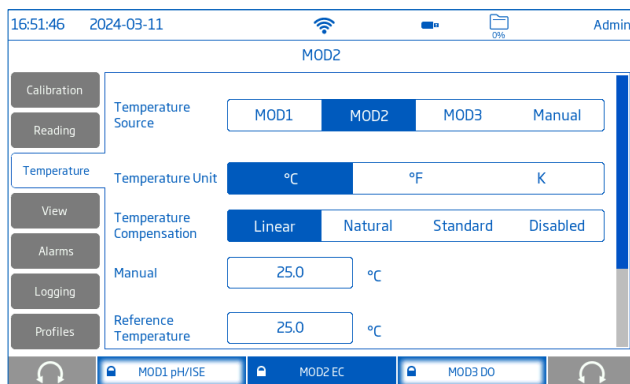 16:51:46 2024-03-11 0% Admin
MOD2
Calibration
Reading
Temperature
View
Alarms
Logging
Profiles
Temperature
Source
MOD1 MOD2 MOD3 Manual
Temperature Unit
°C °F K
Temperature
Compensation
Linear Natural Standard Disabled
Manual
25.0 °C
Reference
Temperature
25.0 °C
MOD1 pH/ISE MOD2 EC MOD3 DO